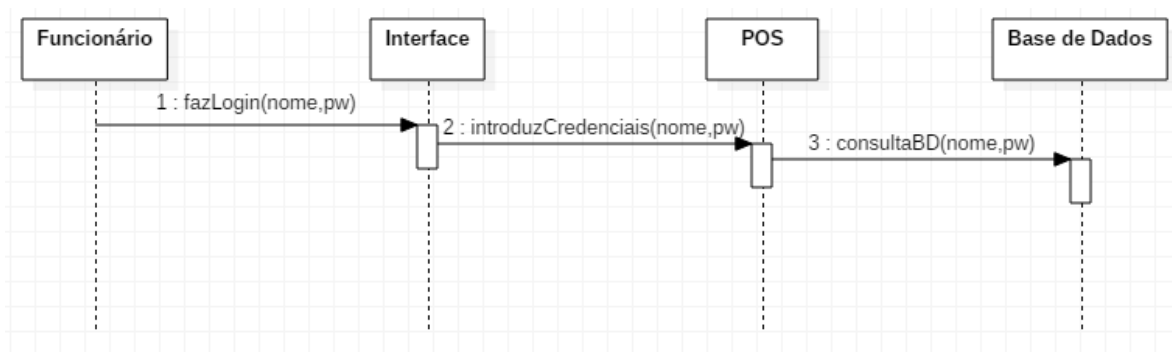 Funcionário
Interface
POS
Base de Dados
1 : fazLogin(nome,pw)
2 : introduzCredenciais(nome,pw)
3 : consultaBD(nome,pw)